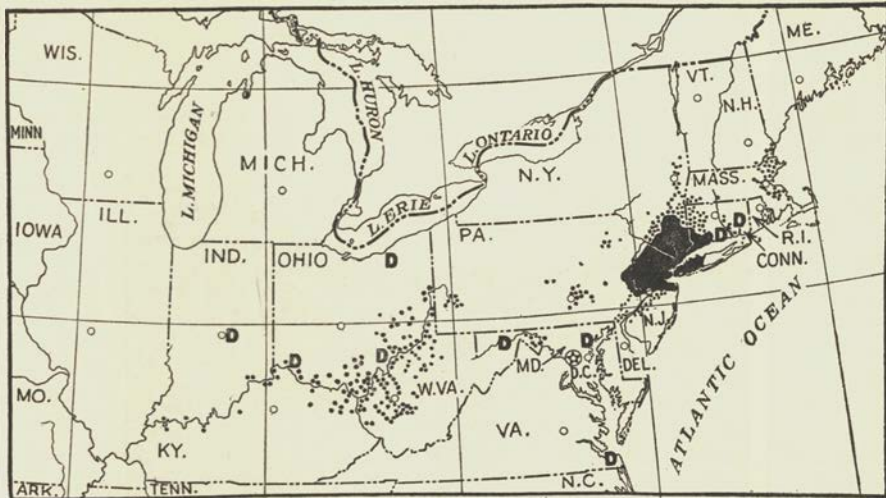 WIS.
ME.
VT.
N.H.
L. HURON
L. MICHIGAN
MINN
MICH.
L. ONTARIO
N.Y.
MASS.
L. ERIE
IOWA
ILL.
IND.
OHIO
PA.
D
D
D
R.I.
CONN.
N.J.
D
D
D
D
D
MD.
D.C.
DEL.
ATLANTIC OCEAN
MO.
W.VA.
KY.
VA.
D
ARK.
TENN.
N.C.